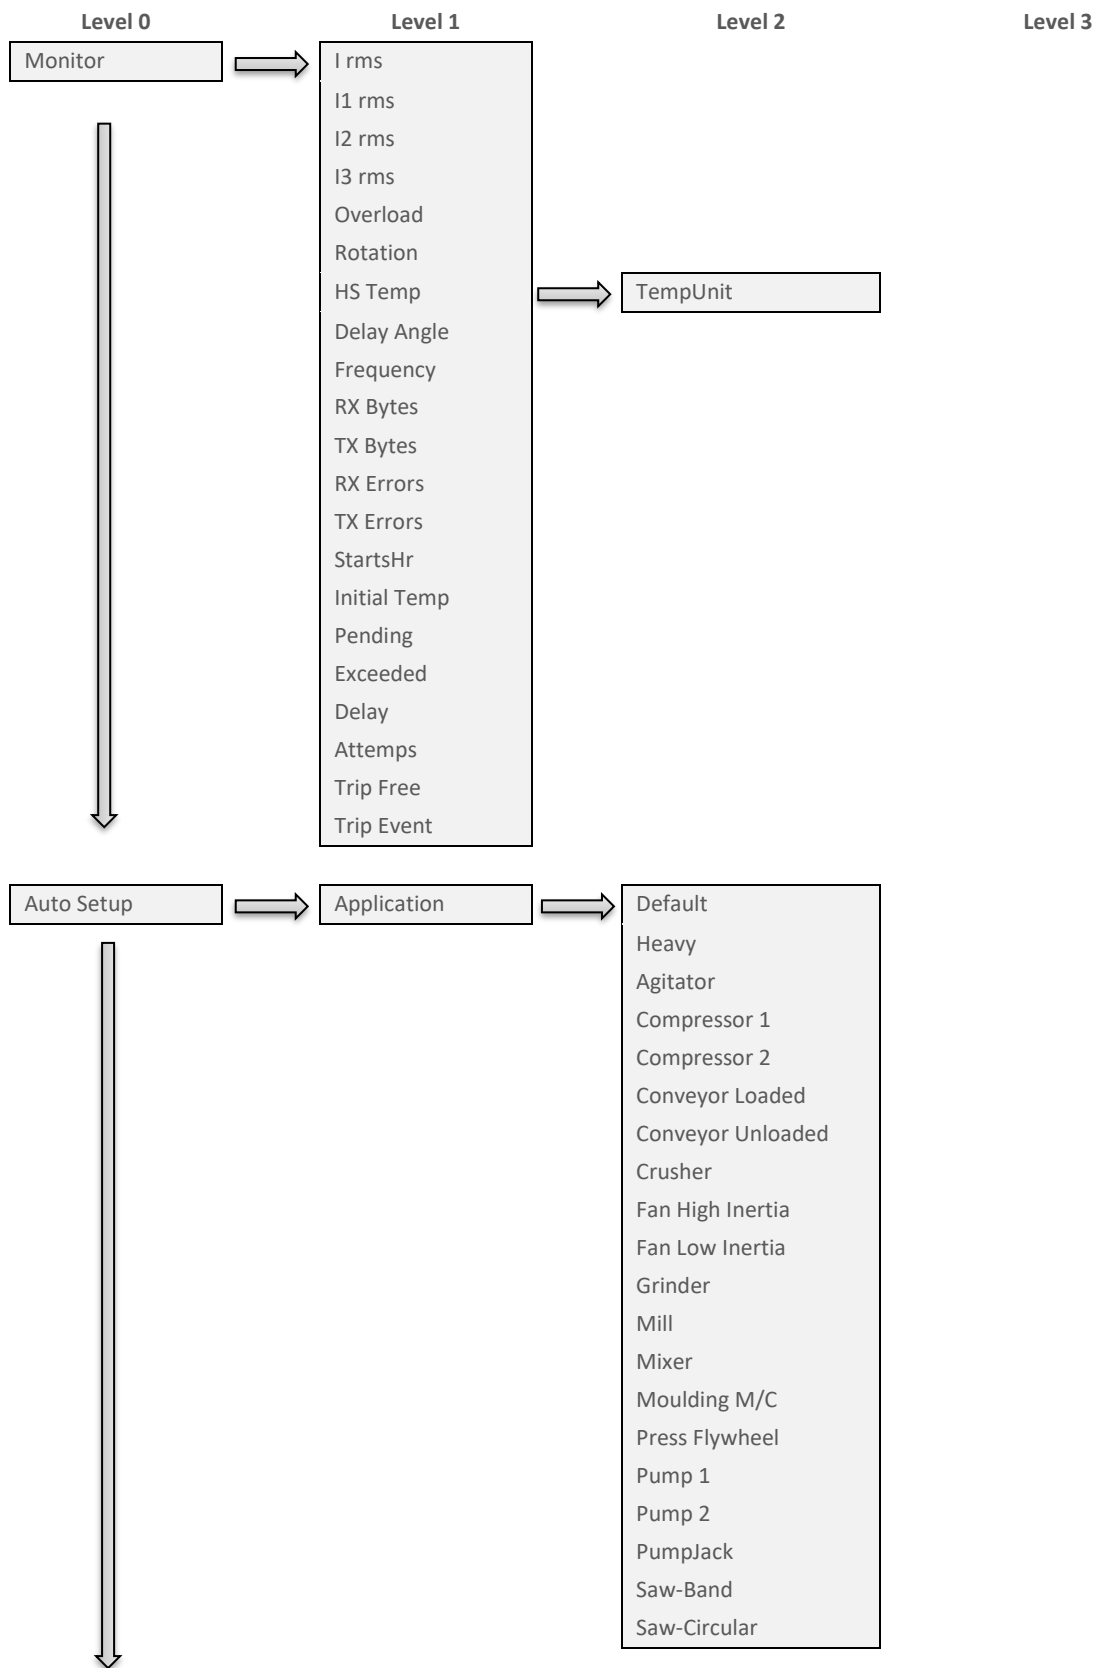 Level 0 Level 1 Level 2 Level 3
Monitor I rms
I1 rms
I2 rms
I3 rms
Overload
Rotation
HS Temp TempUnit
Delay Angle
Frequency
RX Bytes
TX Bytes
RX Errors
TX Errors
StartsHr
Initial Temp
Pending
Exceeded
Delay
Attemps
Trip Free
Trip Event
Auto Setup Application Default
Heavy
Agitator
Compressor 1
Compressor 2
Conveyor Loaded
Conveyor Unloaded
Crusher
Fan High Inertia
Fan Low Inertia
Grinder
Mill
Mixer
Moulding M/C
Press Flywheel
Pump 1
Pump 2
PumpJack
Saw-Band
Saw-Circular